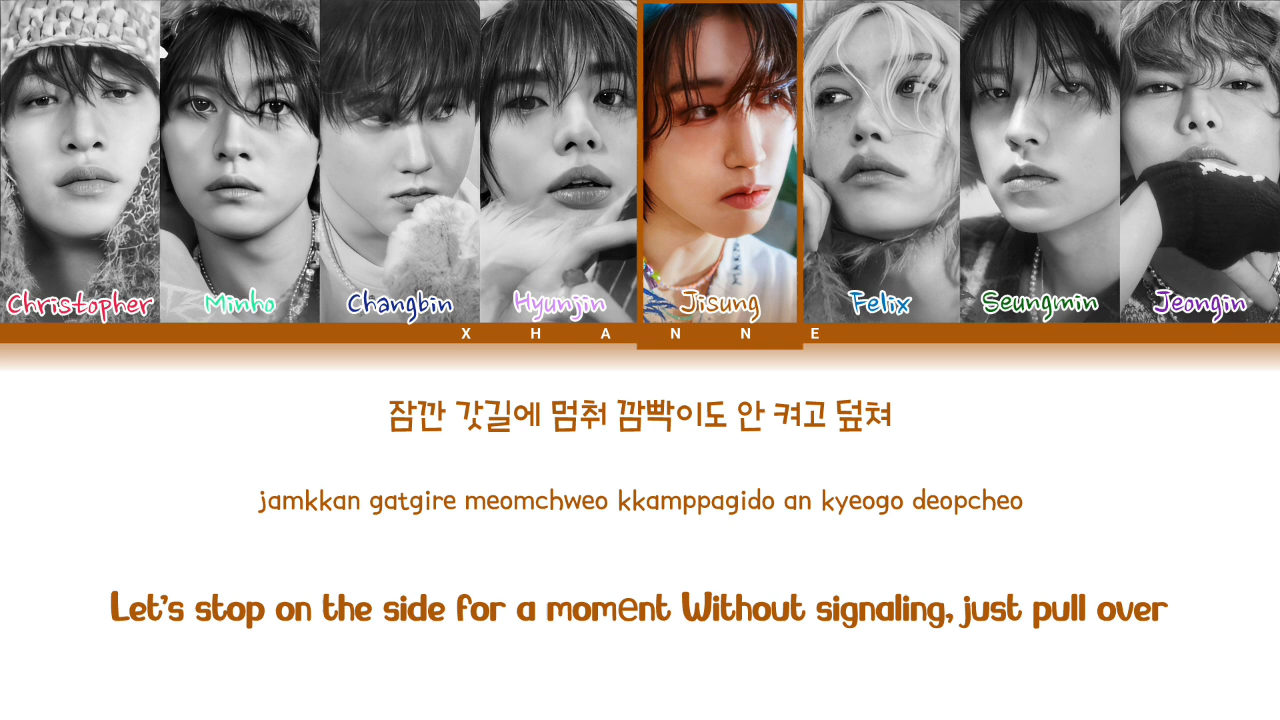 Christopher Minho Changbin Hyunjin Jisung Felix Seungmin Jeongin
X H A N N E
잠깐 갓길에 멈춰 깜빡이도 안 켜고 덮쳐
jamkkan gatgire meomchweo kkamppagido an kyeogo deopcheo
Let's stop on the side for a moment Without signaling, just pull over